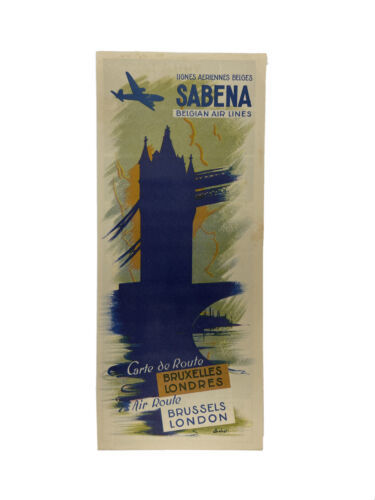 LIGNES AERIENNES BELGES
SABENA
BELGIAN AIR LINES
Carte de Route
BRUXELLES
LONDRES
Air Route
BRUSSELS
LONDON